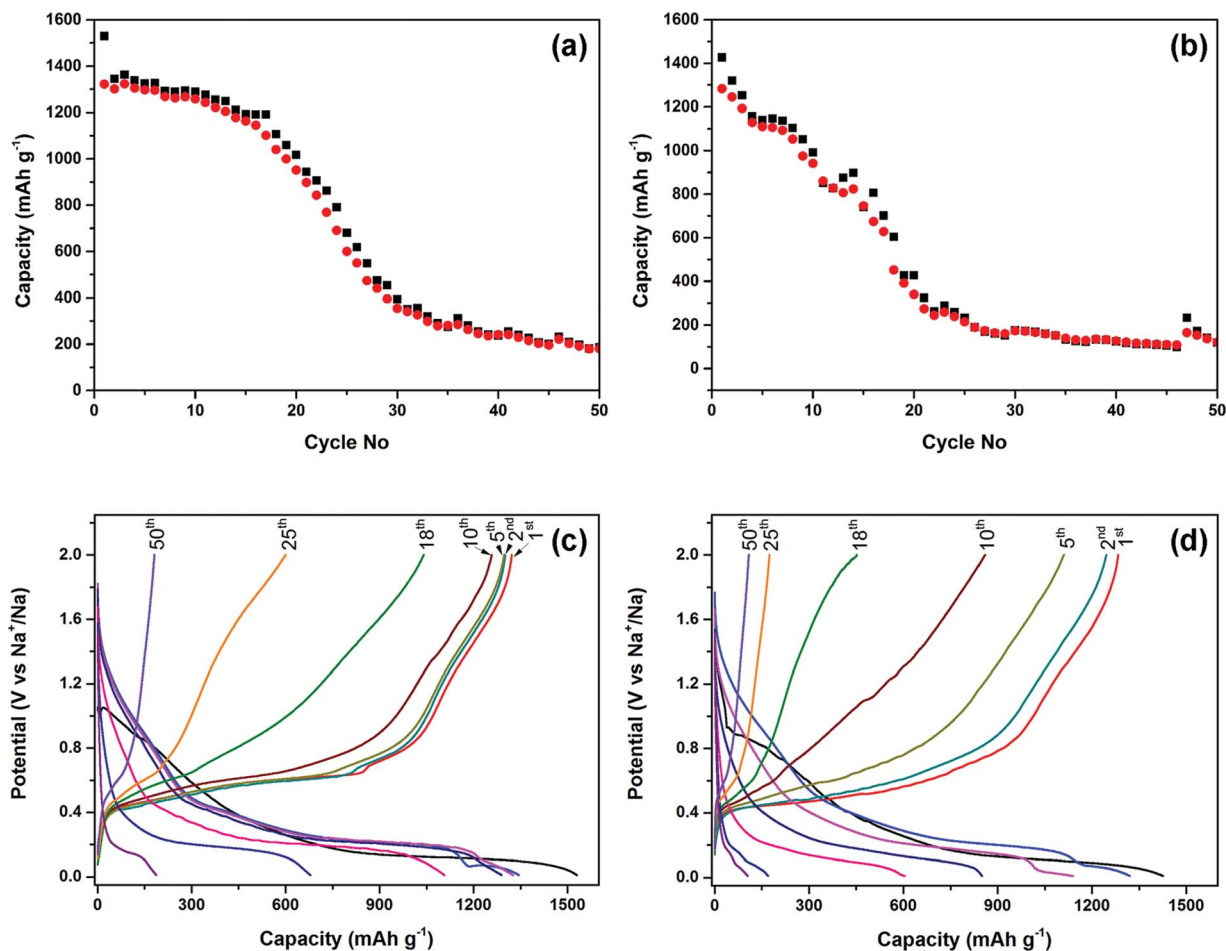 (a)
Capacity (mAh g⁻¹)
1600
1400
1200
1000
800
600
400
200
0
0 10 20 30 40 50
Cycle No
(b)
Capacity (mAh g⁻¹)
1600
1400
1200
1000
800
600
400
200
0
0 10 20 30 40 50
Cycle No
(c)
50ᵗʰ 25ᵗʰ 18ᵗʰ 10ᵗʰ 5ᵗʰ 2ⁿᵈ 1ˢᵗ
Potential (V vs Na⁺/Na)
2.0
1.6
1.2
0.8
0.4
0.0
0 300 600 900 1200 1500
Capacity (mAh g⁻¹)
(d)
50ᵗʰ 25ᵗʰ 18ᵗʰ 10ᵗʰ 5ᵗʰ 2ⁿᵈ 1ˢᵗ
Potential (V vs Na⁺/Na)
2.0
1.6
1.2
0.8
0.4
0.0
0 300 600 900 1200 1500
Capacity (mAh g⁻¹)